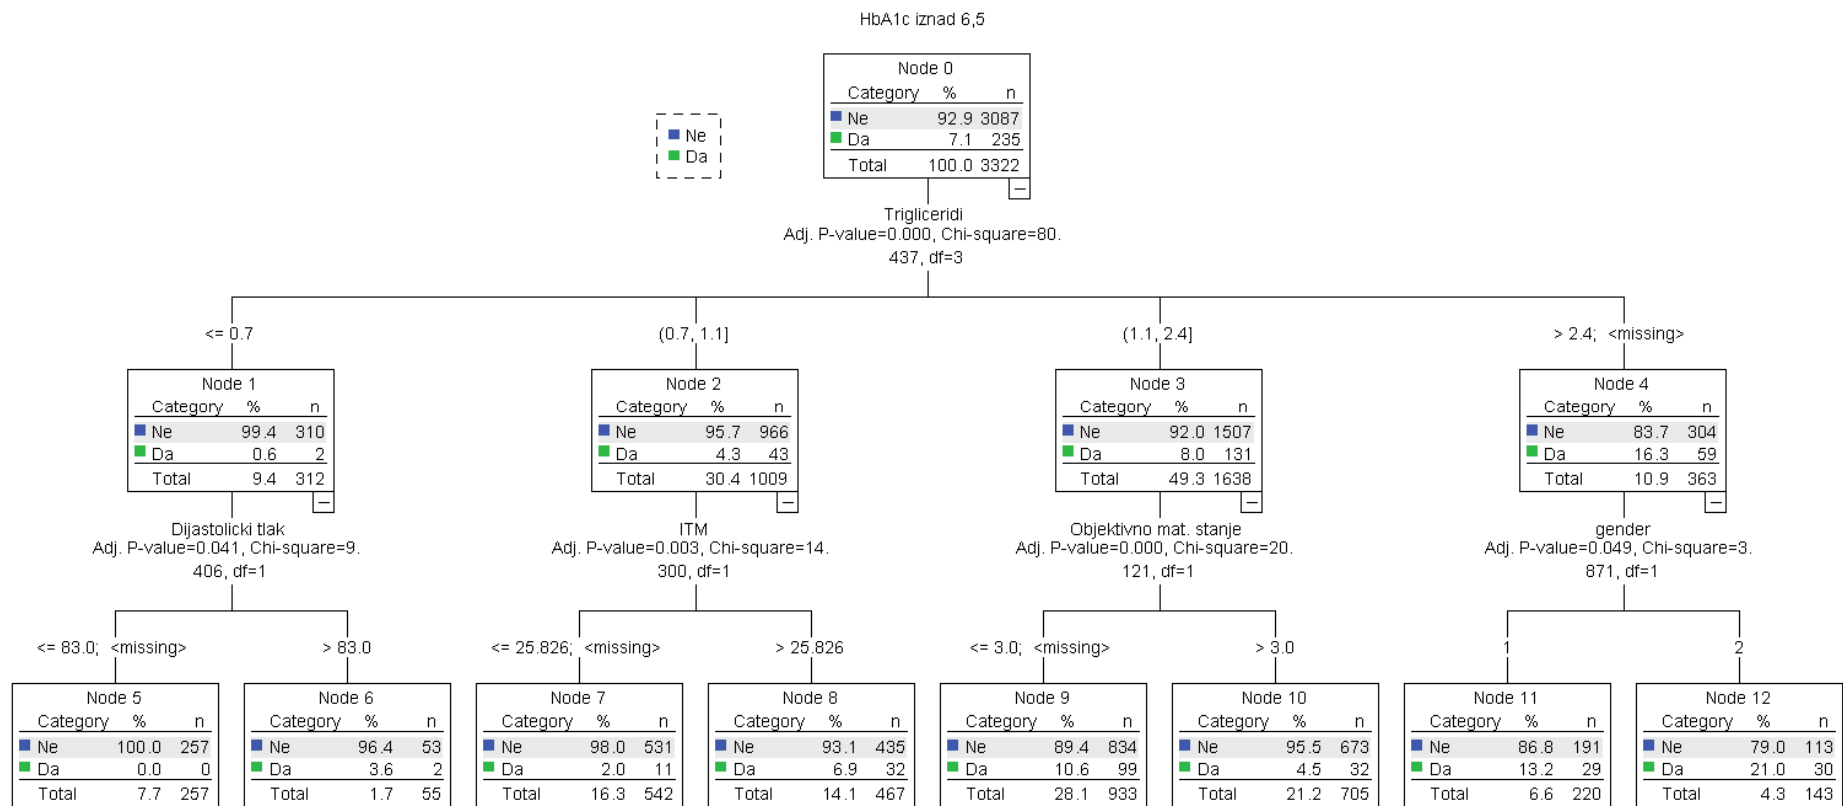 HbA1c iznad 6,5
Node 0
Category % n
Ne 92.9 3087
Da 7.1 235
Total 100.0 3322
Ne
Da
Trigliceridi
Adj. P-value=0.000, Chi-square=80.
437, df=3
<= 0.7
(0.7, 1.1]
(1.1, 2.4]
> 2.4; <missing>
Node 1
Category % n
Ne 99.4 310
Da 0.6 2
Total 9.4 312
Node 2
Category % n
Ne 95.7 966
Da 4.3 43
Total 30.4 1009
Node 3
Category % n
Ne 92.0 1507
Da 8.0 131
Total 49.3 1638
Node 4
Category % n
Ne 83.7 304
Da 16.3 59
Total 10.9 363
Dijastolicki tlak
Adj. P-value=0.041, Chi-square=9.
406, df=1
ITM
Adj. P-value=0.003, Chi-square=14.
300, df=1
Objektivno mat. stanje
Adj. P-value=0.000, Chi-square=20.
121, df=1
gender
Adj. P-value=0.049, Chi-square=3.
871, df=1
<= 83.0; <missing>
> 83.0
<= 25.826; <missing>
> 25.826
<= 3.0; <missing>
> 3.0
1
2
Node 5
Category % n
Ne 100.0 257
Da 0.0 0
Total 7.7 257
Node 6
Category % n
Ne 96.4 53
Da 3.6 2
Total 1.7 55
Node 7
Category % n
Ne 98.0 531
Da 2.0 11
Total 16.3 542
Node 8
Category % n
Ne 93.1 435
Da 6.9 32
Total 14.1 467
Node 9
Category % n
Ne 89.4 834
Da 10.6 99
Total 28.1 933
Node 10
Category % n
Ne 95.5 673
Da 4.5 32
Total 21.2 705
Node 11
Category % n
Ne 86.8 191
Da 13.2 29
Total 6.6 220
Node 12
Category % n
Ne 79.0 113
Da 21.0 30
Total 4.3 143